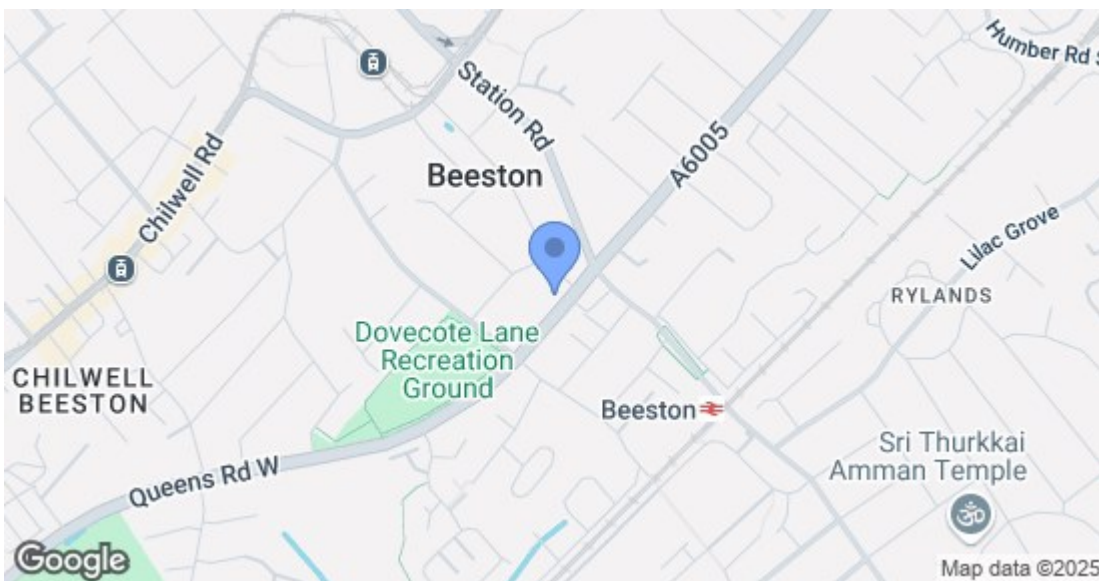 Humber Rd S
Station Rd
A6005
Beeston
Chilwell Rd
Lilac Grove
RYLANDS
Dovecote Lane
Recreation
Ground
CHILWELL
BEESTON
Beeston
Sri Thurkkai
Amman Temple
ॐ
Queens Rd W
Google
Map data ©2025